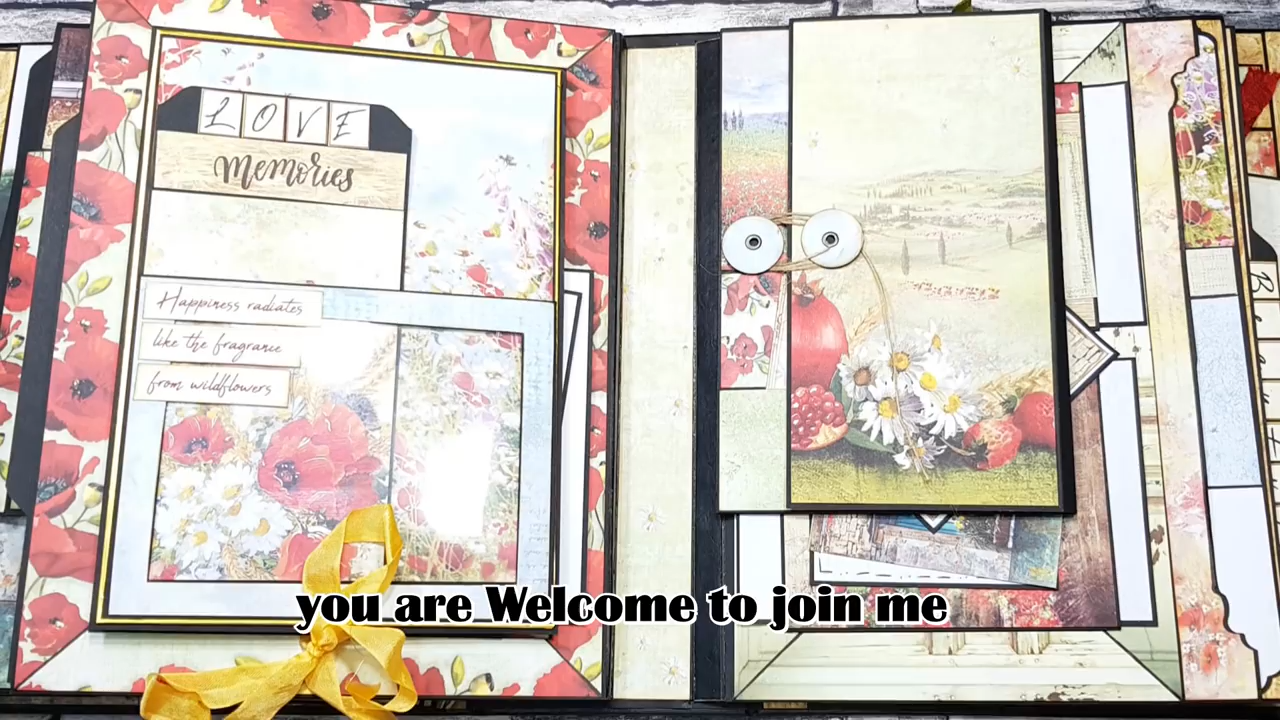 LOVE
Memories
Happiness radiates
like the fragrance
from wildflowers
B
you are Welcome to join me